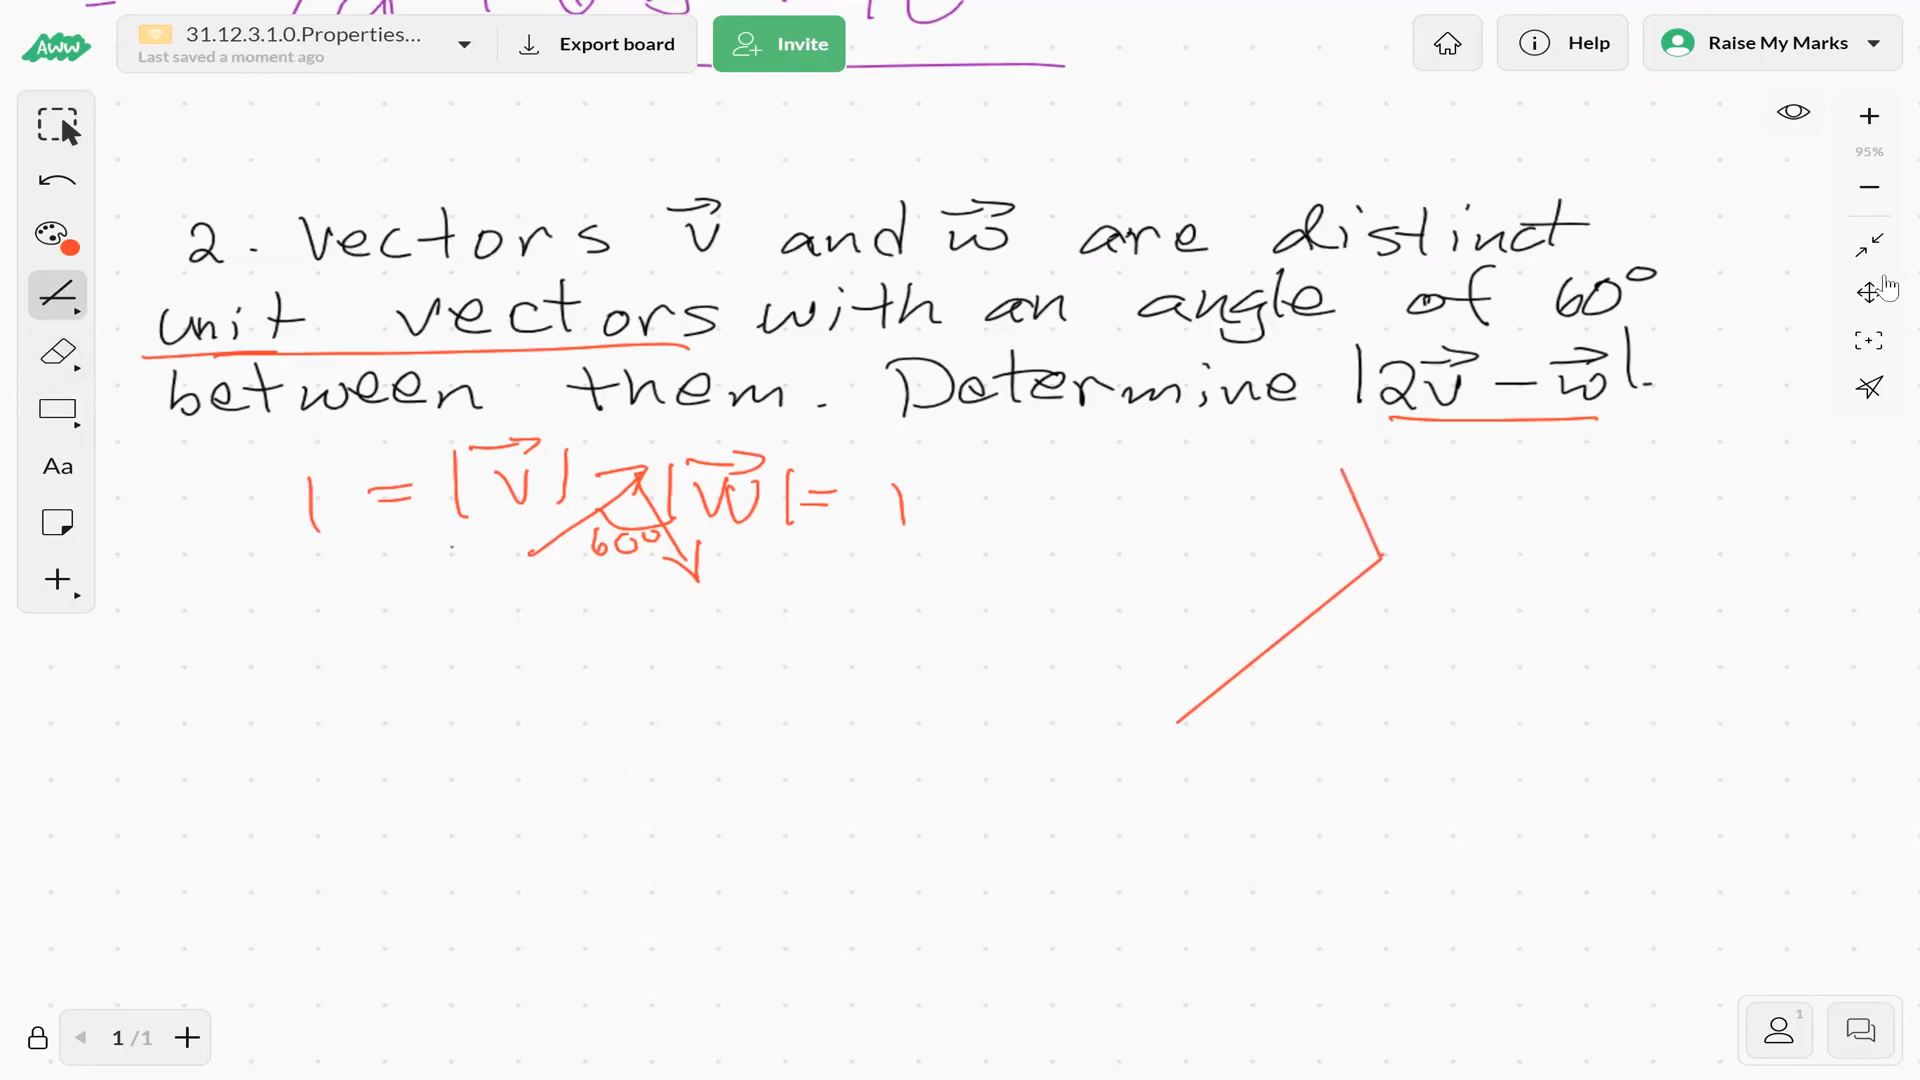 31.12.3.1.0.Properties...
Last saved a moment ago
Export board
Invite
Help
Raise My Marks
AWW
95%
2. Vectors v⃗ and w⃗ are distinct
unit vectors with an angle of 60°
between them. Determine |2v⃗ − w⃗|.
1 = |v⃗| |w⃗| = 1
60°
Aa
1 /1
1